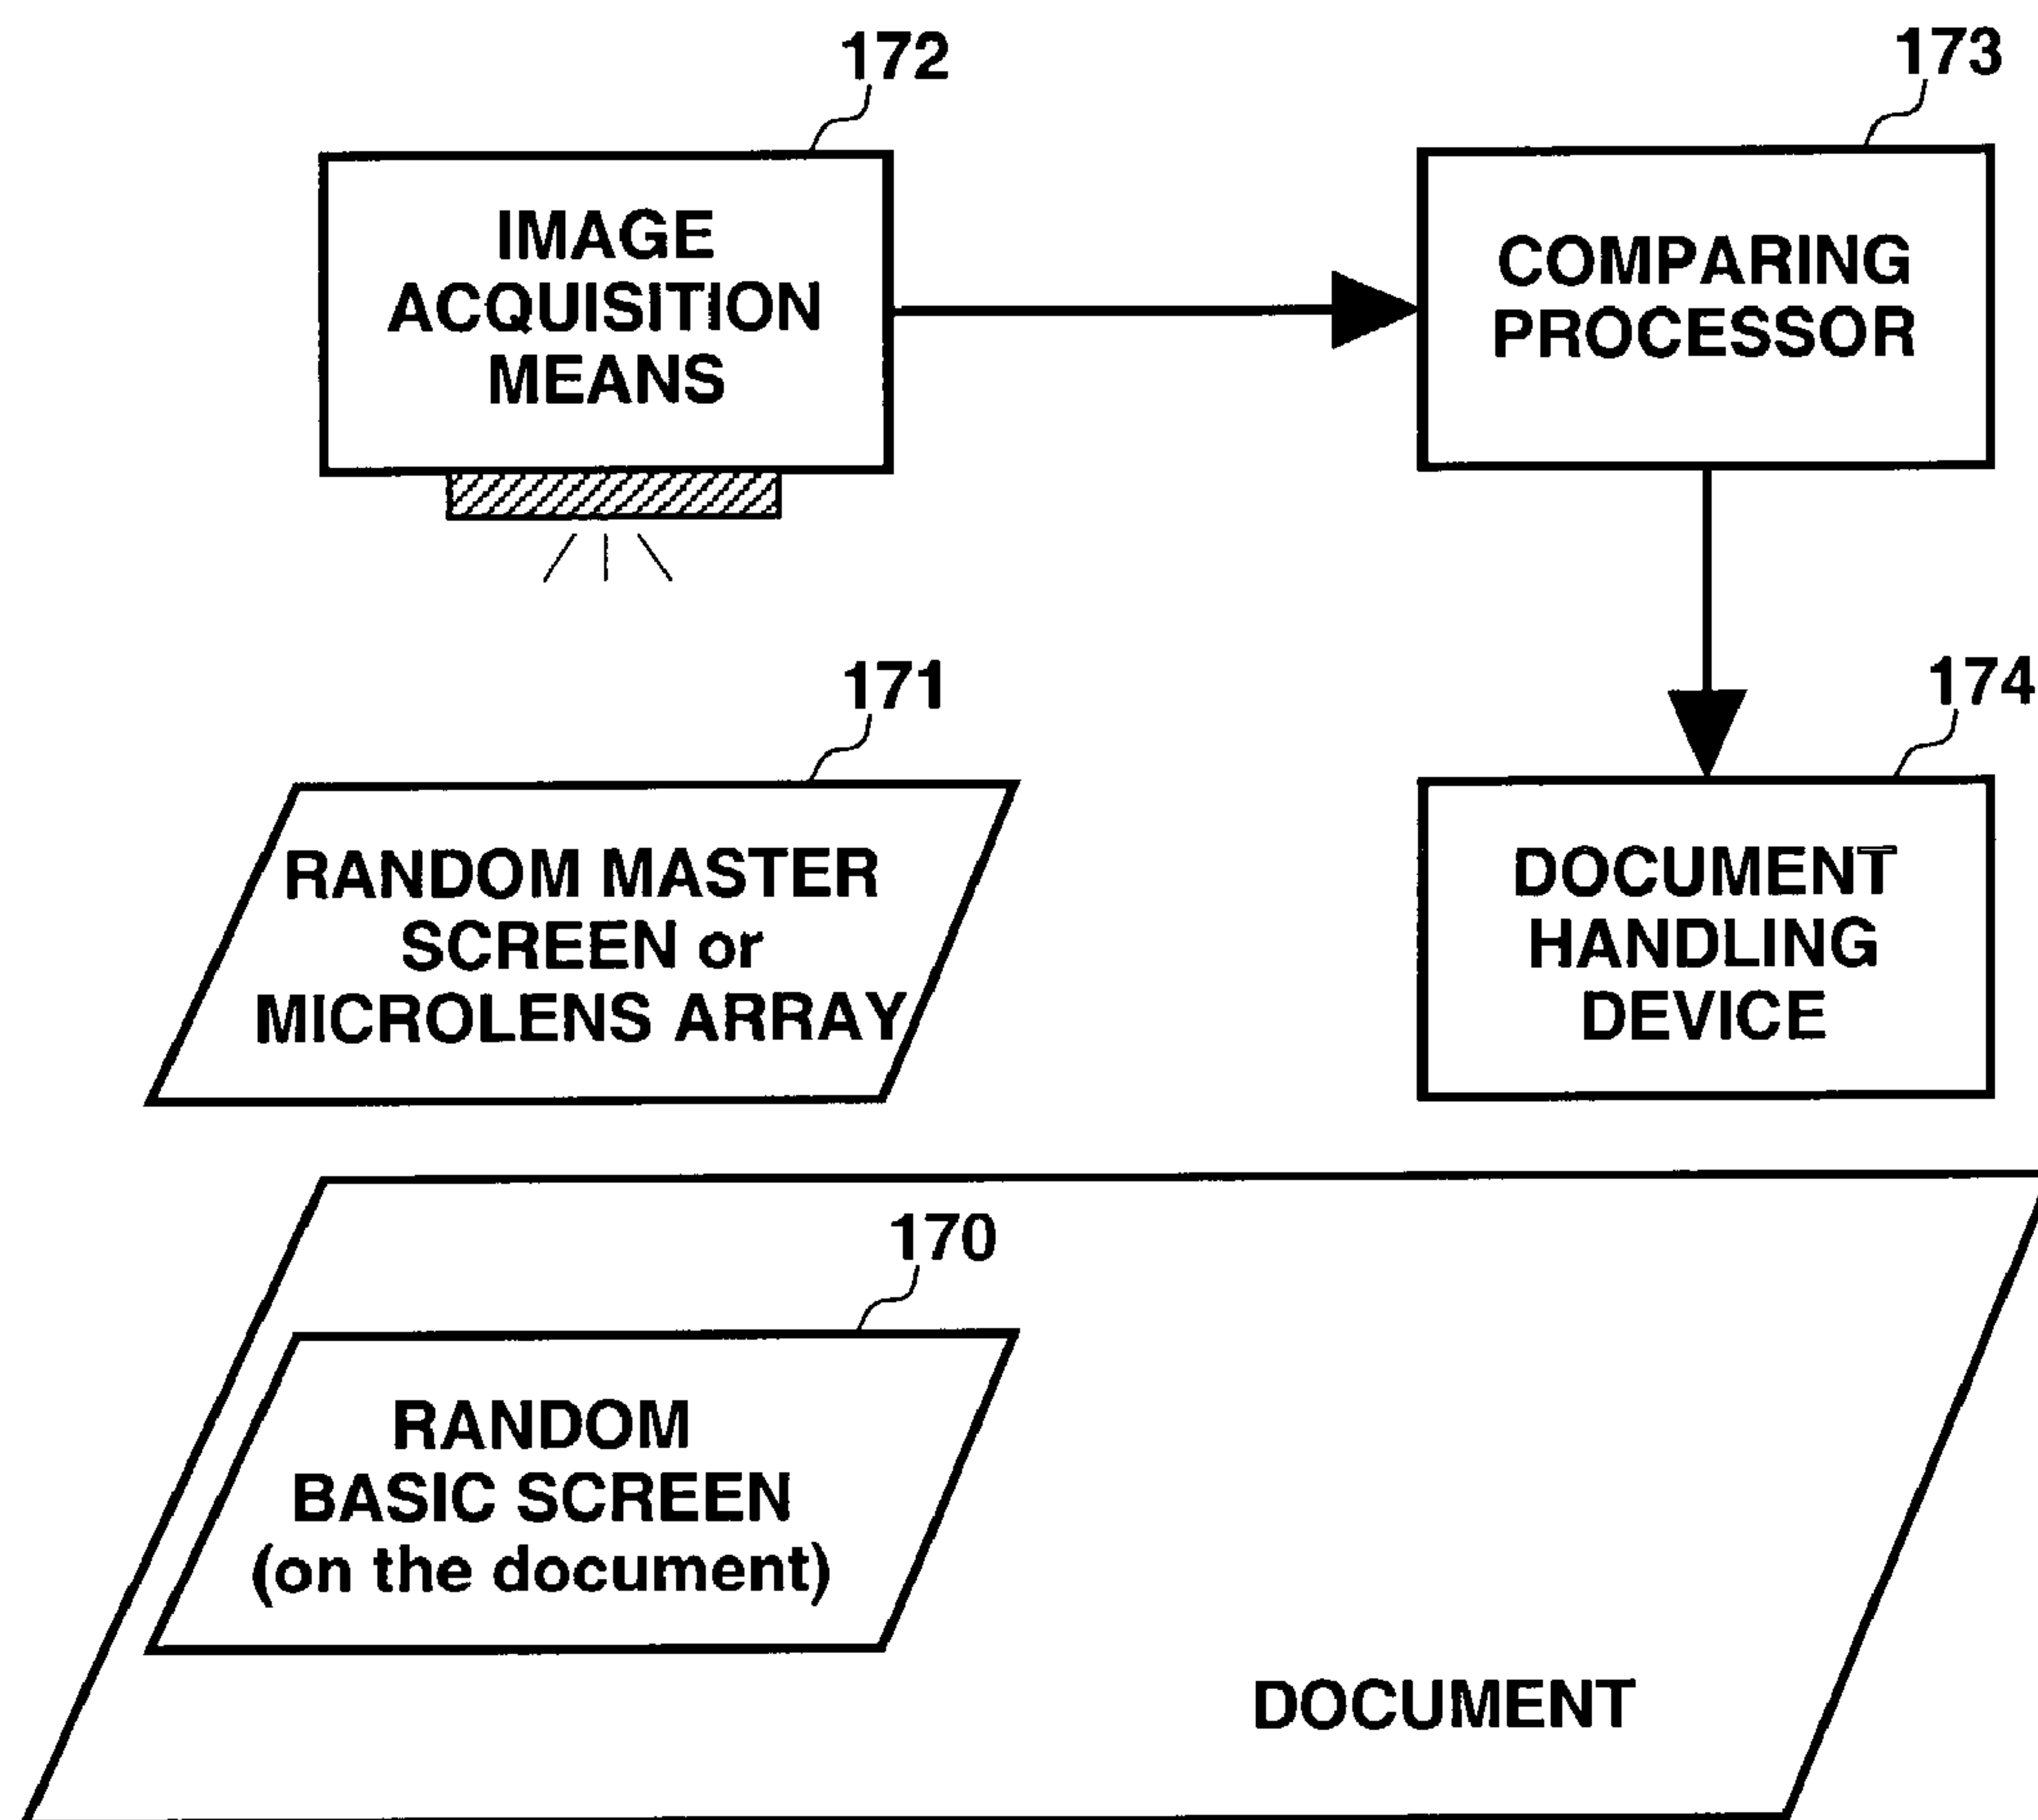 172
IMAGE
ACQUISITION
MEANS
173
COMPARING
PROCESSOR
171
RANDOM MASTER
SCREEN or
MICROLENS ARRAY
174
DOCUMENT
HANDLING
DEVICE
170
RANDOM
BASIC SCREEN
(on the document)
DOCUMENT